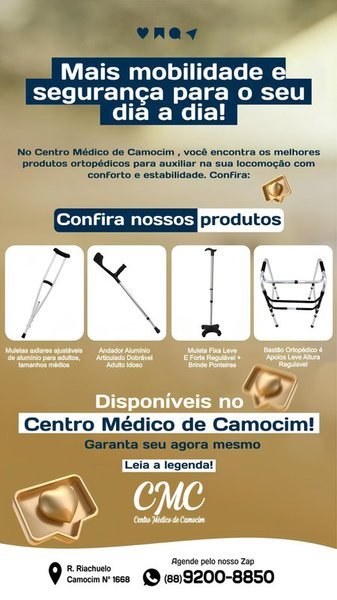 Mais mobilidade e
segurança para o seu
dia a dia!
No Centro Médico de Camocim , você encontra os melhores
produtos ortopédicos para auxiliar na sua locomoção com
conforto e estabilidade. Confira:
Confira nossos produtos
Muletas axilares ajustáveis
de alumínio para adultos,
tamanhos médios
Andador Alumínio
Articulado Dobrável
Adulto Idoso
Muleta Fixa Leve
E Forte Regulável +
Brinde Ponteiras
Bastão Ortopédico 4
Apoios Leve Altura
Regulavel
Disponíveis no
Centro Médico de Camocim!
Garanta seu agora mesmo
Leia a legenda!
CMC
Centro Médico de Camocim
R. Riachuelo
Camocim N° 1668
Agende pelo nosso Zap
(88)9200-8850